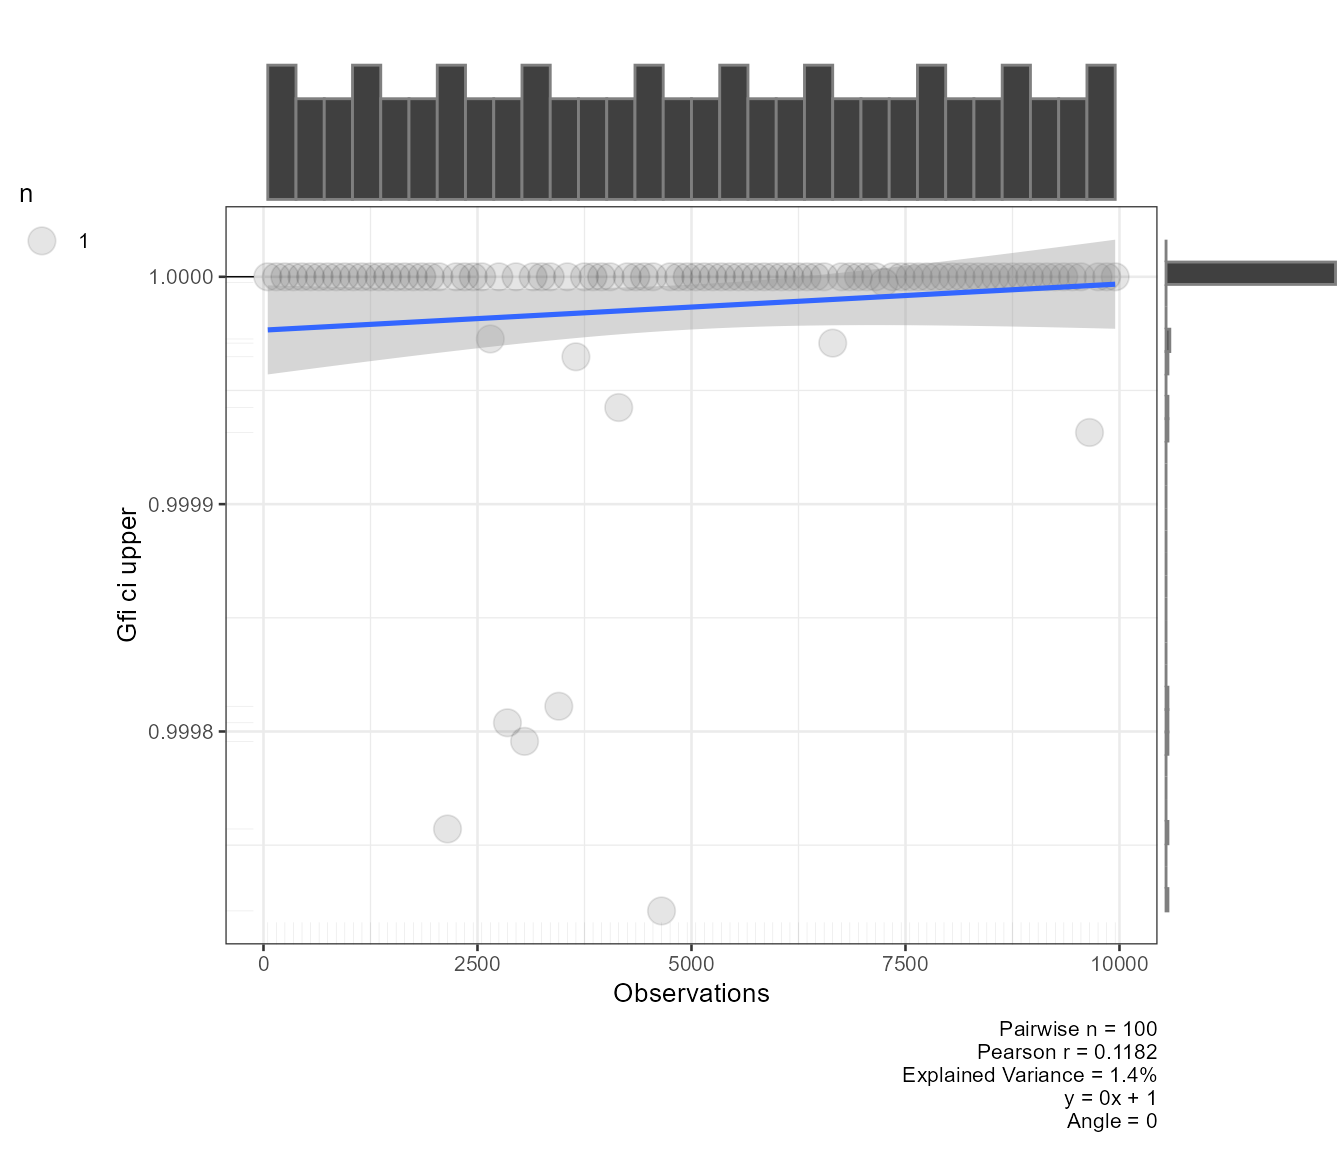 n
1
1.0000
0.9999
0.9998
Gfi ci upper
0
2500
5000
7500
10000
Observations
Pairwise n = 100
Pearson r = 0.1182
Explained Variance = 1.4%
y = 0x + 1
Angle = 0